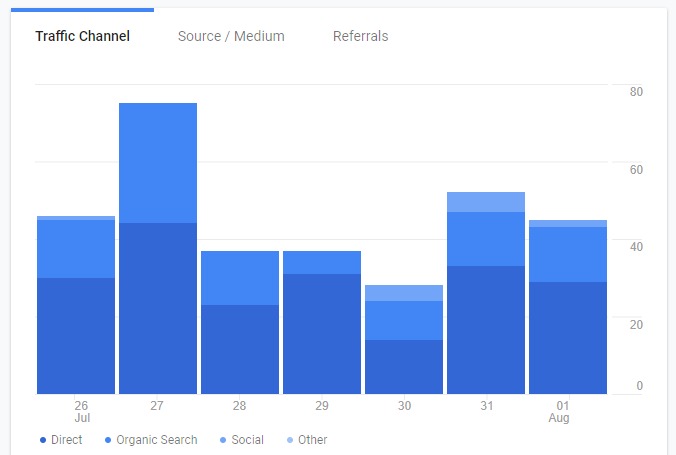 Traffic Channel Source / Medium Referrals
80
60
40
20
0
26 27 28 29 30 31 01
Jul Aug
Direct Organic Search Social Other